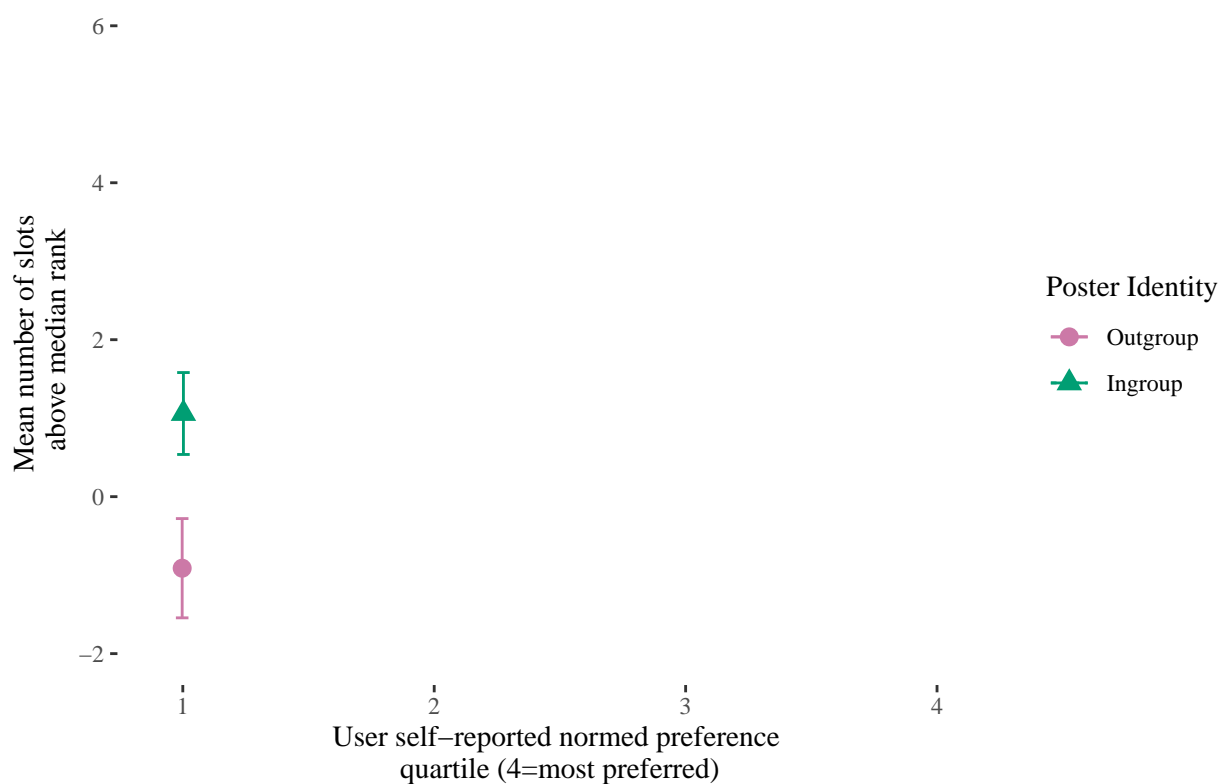 6
4
2
0
−2
Mean number of slots
above median rank
1
2
3
4
User self−reported normed preference
quartile (4=most preferred)
Poster Identity
Outgroup
Ingroup